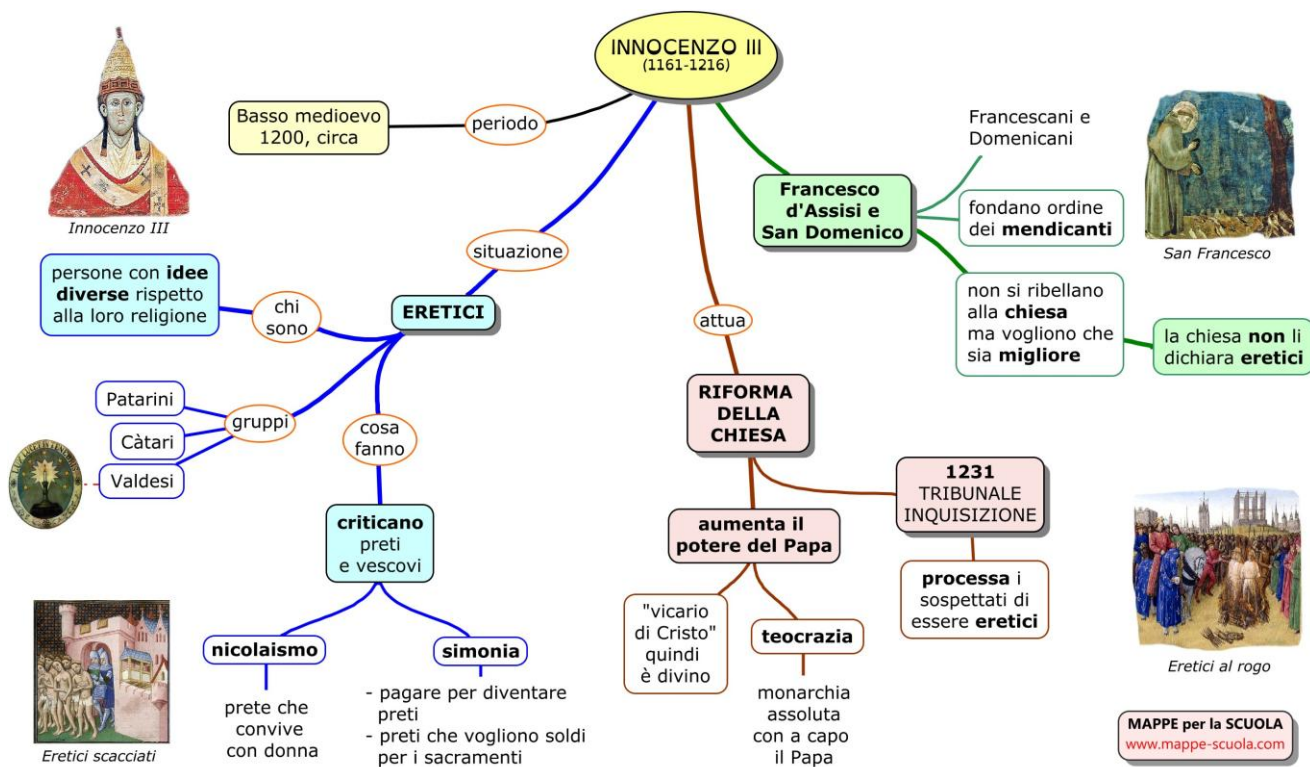 INNOCENZO III
(1161-1216)
periodo
Basso medioevo
1200, circa
Innocenzo III
situazione
ERETICI
chi
sono
persone con idee
diverse rispetto
alla loro religione
gruppi
Patarini
Càtari
Valdesi
cosa
fanno
criticano
preti
e vescovi
nicolaismo
prete che
convive
con donna
simonia
- pagare per diventare
preti
- preti che vogliono soldi
per i sacramenti
Eretici scacciati
attua
RIFORMA
DELLA
CHIESA
aumenta il
potere del Papa
"vicario
di Cristo"
quindi
è divino
teocrazia
monarchia
assoluta
con a capo
il Papa
1231
TRIBUNALE
INQUISIZIONE
processa i
sospettati di
essere eretici
Francesco
d'Assisi e
San Domenico
Francescani e
Domenicani
fondano ordine
dei mendicanti
non si ribellano
alla chiesa
ma vogliono che
sia migliore
la chiesa non li
dichiara eretici
San Francesco
Eretici al rogo
MAPPE per la SCUOLA
www.mappe-scuola.com